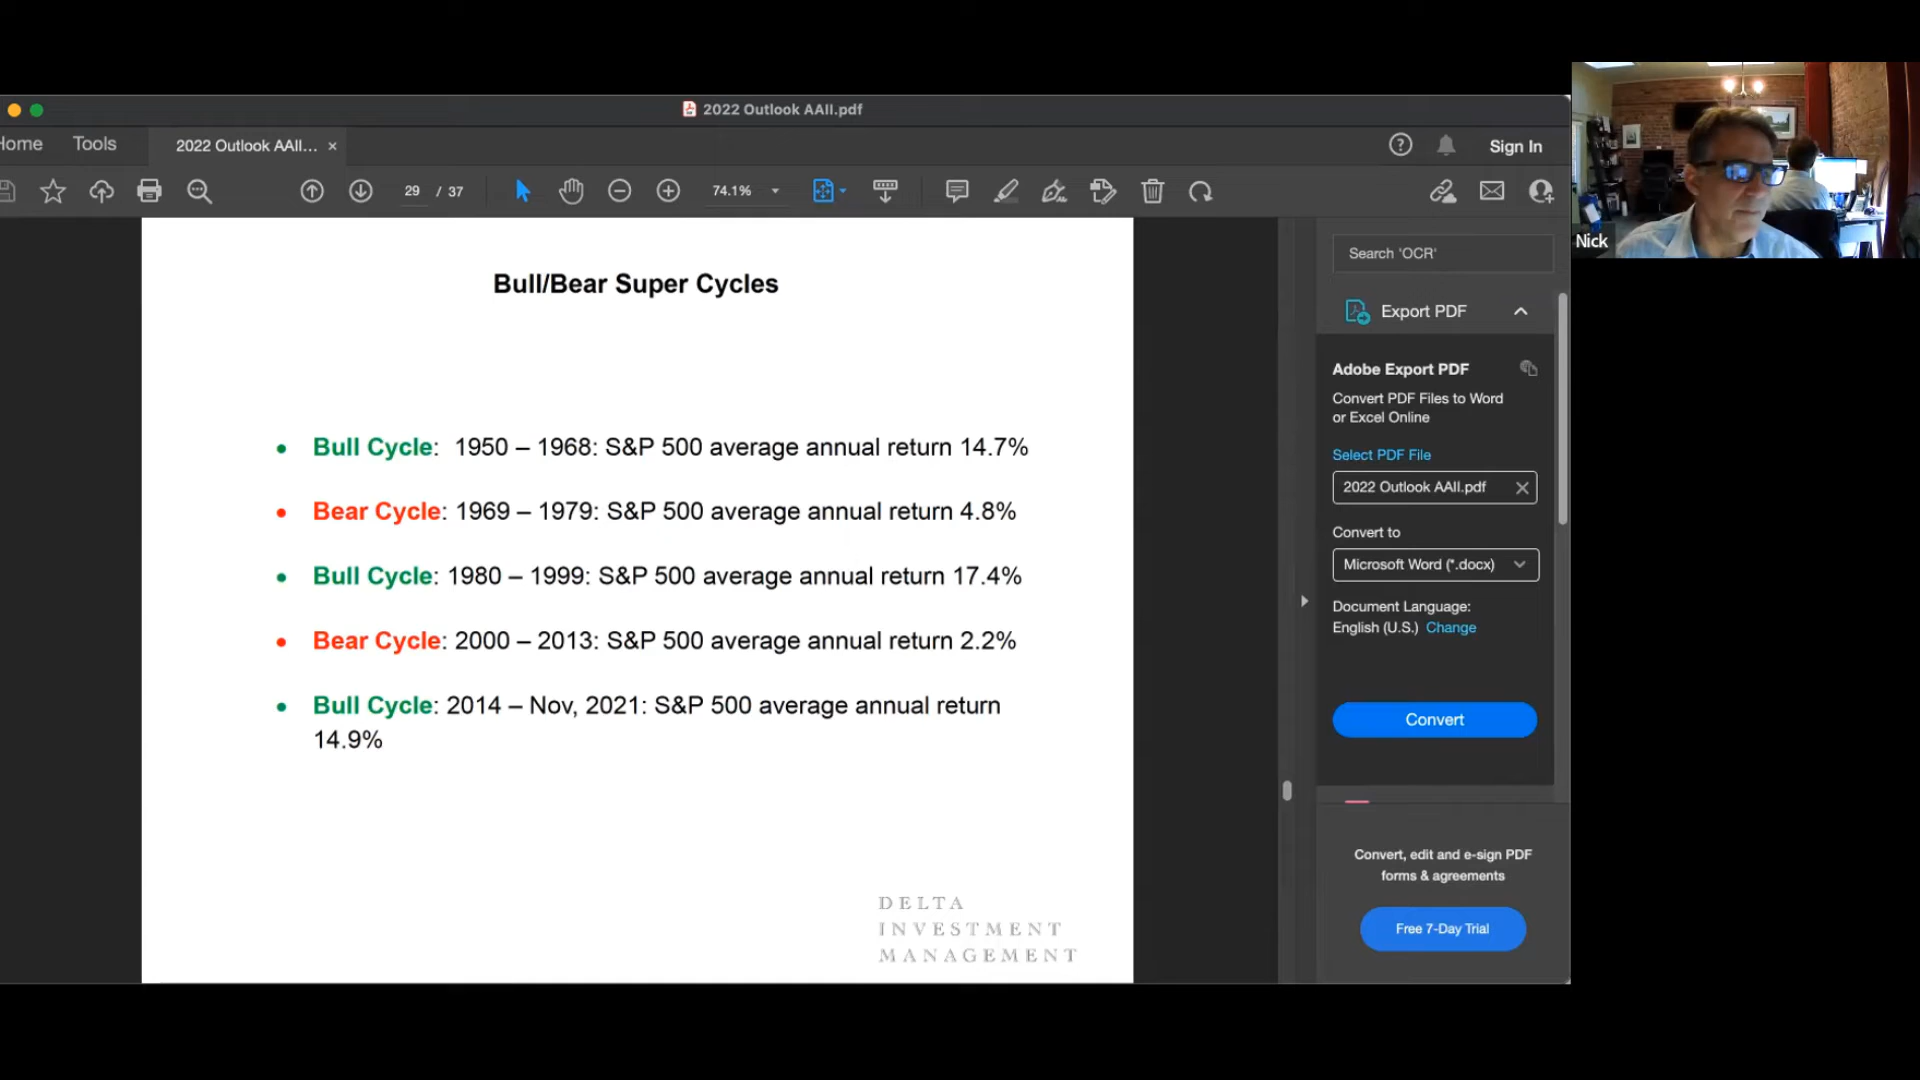 2022 Outlook AAII.pdf
Home
Tools
2022 Outlook AAII... ×
Sign In
29 / 37
74.1%
Bull/Bear Super Cycles
• Bull Cycle: 1950 – 1968: S&P 500 average annual return 14.7%
• Bear Cycle: 1969 – 1979: S&P 500 average annual return 4.8%
• Bull Cycle: 1980 – 1999: S&P 500 average annual return 17.4%
• Bear Cycle: 2000 – 2013: S&P 500 average annual return 2.2%
• Bull Cycle: 2014 – Nov, 2021: S&P 500 average annual return
14.9%
DELTA
INVESTMENT
MANAGEMENT
Search 'OCR'
Export PDF
Adobe Export PDF
Convert PDF Files to Word
or Excel Online
Select PDF File
2022 Outlook AAII.pdf
Convert to
Microsoft Word (*.docx)
Document Language:
English (U.S.) Change
Convert
Convert, edit and e-sign PDF
forms & agreements
Free 7-Day Trial
Nick